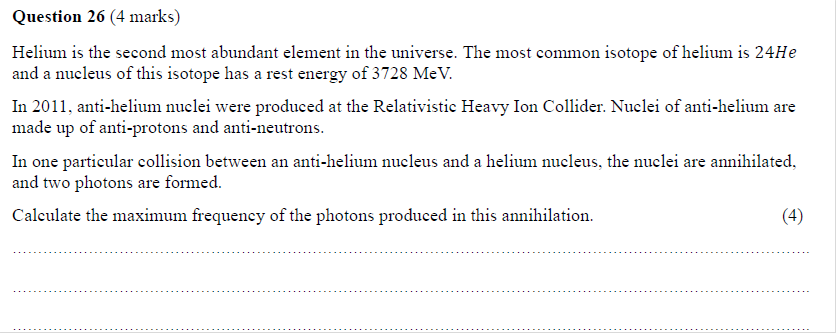 Question 26 (4 marks)
Helium is the second most abundant element in the universe. The most common isotope of helium is 24He
and a nucleus of this isotope has a rest energy of 3728 MeV.
In 2011, anti-helium nuclei were produced at the Relativistic Heavy Ion Collider. Nuclei of anti-helium are
made up of anti-protons and anti-neutrons.
In one particular collision between an anti-helium nucleus and a helium nucleus, the nuclei are annihilated,
and two photons are formed.
Calculate the maximum frequency of the photons produced in this annihilation. (4)